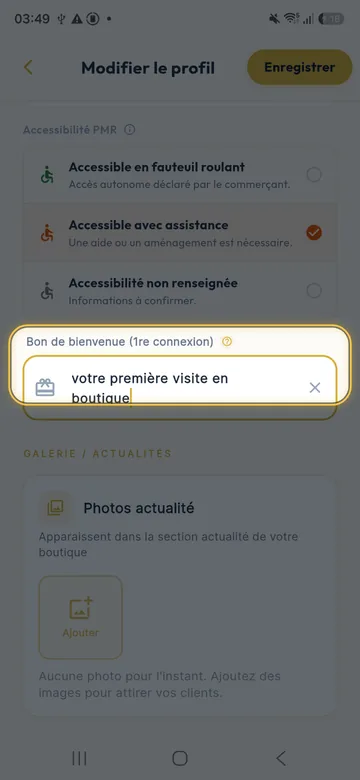 03:49
Modifier le profil
Enregistrer
Accessibilité PMR
Accessible en fauteuil roulant
Accès autonome déclaré par le commerçant.
Accessible avec assistance
Une aide ou un aménagement est nécessaire.
Accessibilité non renseignée
Informations à confirmer.
Bon de bienvenue (1re connexion)
votre première visite en
boutique
GALERIE / ACTUALITÉS
Photos actualité
Apparaissent dans la section actualité de votre
boutique
Ajouter
Aucune photo pour l'instant. Ajoutez des
images pour attirer vos clients.